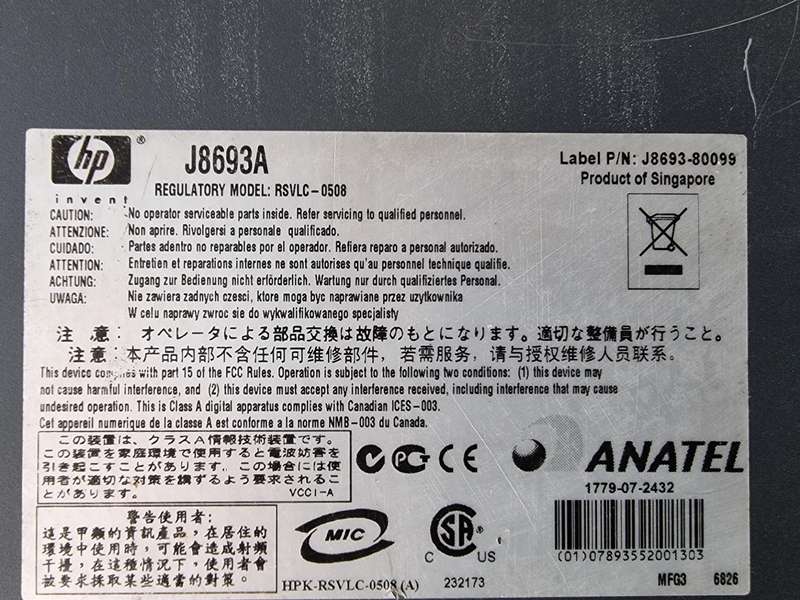 hp ®
invent
J8693A
REGULATORY MODEL: RSVLC-0508
Label P/N: J8693-80099
Product of Singapore
CAUTION: No operator serviceable parts inside. Refer servicing to qualified personnel.
ATTENZIONE: Non aprire. Rivolgersi a personale qualificado.
CUIDADO: Partes adentro no reparables por el operador. Refiera reparo a personal autorizado.
ATTENTION: Entretien et reparations internes ne sont autorises qu'au personnel technique qualifie.
ACHTUNG: Zugang zur Bedienung nicht erforderlich. Wartung nur durch qualifiziertes Personal.
UWAGA: Nie zawiera zadnych czesci, ktore moga byc naprawiane przez uzytkownika
W celu naprawy zwroc sie do wykwalifikowanego specjalisty
注 意: オペレータによる部品交換は故障のもとになります。適切な整備員が行うこと。
注意: 本产品内部不含任何可维修部件，若需服务，请与授权维修人员联系。
This device complies with part 15 of the FCC Rules. Operation is subject to the following two conditions: (1) this device may
not cause harmful interference, and (2) this device must accept any interference received, including interference that may cause
undesired operation. This is Class A digital apparatus complies with Canadian ICES-003.
Cet appareil numerique de la classe A est conforme a la norme NMB-003 du Canada.
この装置は、クラスA情報技術装置です。
この装置を家庭環境で使用すると電波妨害を
引き起こすことがあります。この場合には使
用者が適切な対策を講ずるよう要求されるこ
とがあります。 VCCI-A
CE
ANATEL
1779-07-2432
(01)07893552001303
警告使用者:
這是甲類的資訊產品，在居住的
環境中使用時，可能會造成射頻
干擾，在這種情況下，使用者會
被要求採取某些適當的對策。
MIC
HPK-RSVLC-0508 (A)
SA ®
C US
232173
MFG3 6826